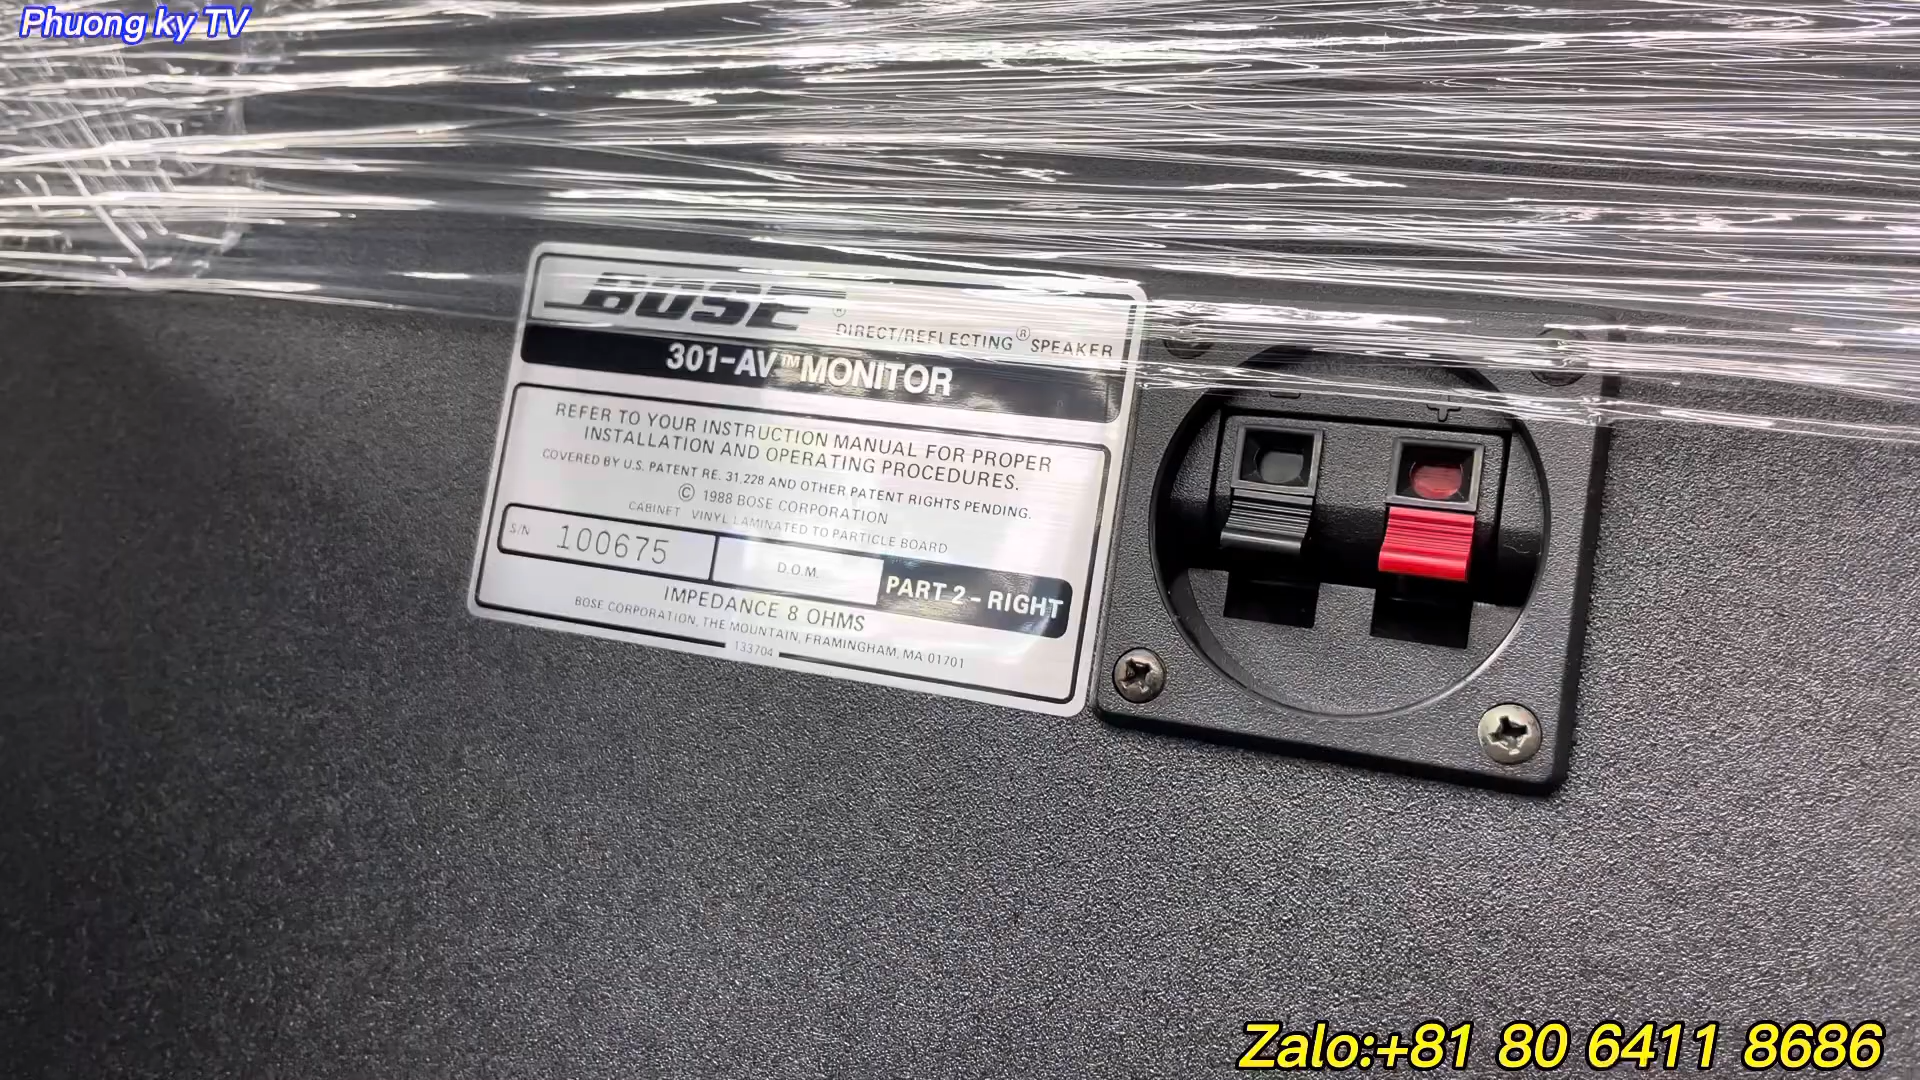 Phuong ky TV
BOSE®
DIRECT/REFLECTING® SPEAKER
301-AV™ MONITOR
REFER TO YOUR INSTRUCTION MANUAL FOR PROPER
INSTALLATION AND OPERATING PROCEDURES.
COVERED BY U.S. PATENT RE. 31,228 AND OTHER PATENT RIGHTS PENDING.
© 1988 BOSE CORPORATION
CABINET VINYL LAMINATED TO PARTICLE BOARD
S/N 100675 D.O.M. PART 2 - RIGHT
IMPEDANCE 8 OHMS
BOSE CORPORATION, THE MOUNTAIN, FRAMINGHAM, MA 01701
133704
- +
Zalo:+81 80 6411 8686